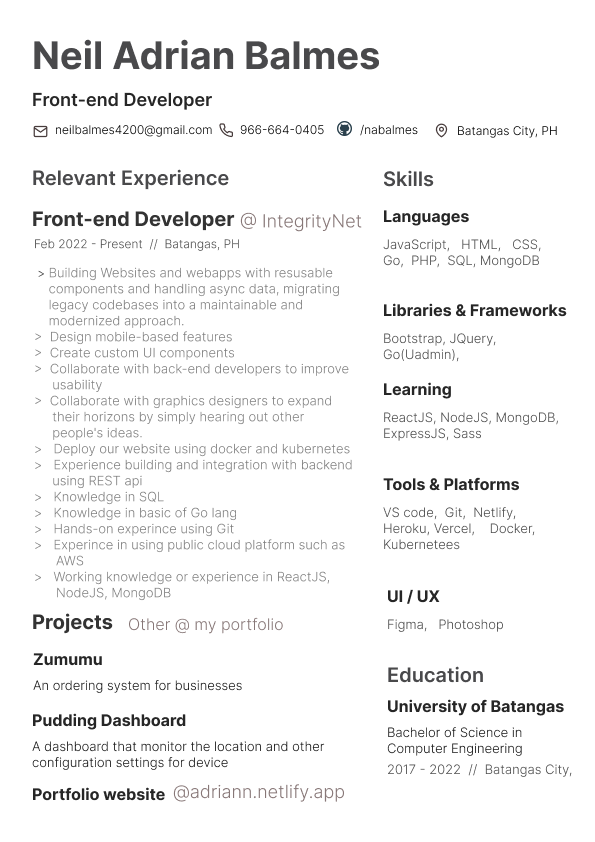 Neil Adrian Balmes
Front-end Developer
neilbalmes4200@gmail.com 966-664-0405 /nabalmes Batangas City, PH
Relevant Experience
Front-end Developer @ IntegrityNet
Feb 2022 - Present // Batangas, PH
> Building Websites and webapps with resusable
components and handling async data, migrating
legacy codebases into a maintainable and
modernized approach.
> Design mobile-based features
> Create custom UI components
> Collaborate with back-end developers to improve
usability
> Collaborate with graphics designers to expand
their horizons by simply hearing out other
people's ideas.
> Deploy our website using docker and kubernetes
> Experience building and integration with backend
using REST api
> Knowledge in SQL
> Knowledge in basic of Go lang
> Hands-on experince using Git
> Experince in using public cloud platform such as
AWS
> Working knowledge or experience in ReactJS,
NodeJS, MongoDB
Projects Other @ my portfolio
Zumumu
An ordering system for businesses
Pudding Dashboard
A dashboard that monitor the location and other
configuration settings for device
Portfolio website @adriann.netlify.app
Skills
Languages
JavaScript, HTML, CSS,
Go, PHP, SQL, MongoDB
Libraries & Frameworks
Bootstrap, JQuery,
Go(Uadmin),
Learning
ReactJS, NodeJS, MongoDB,
ExpressJS, Sass
Tools & Platforms
VS code, Git, Netlify,
Heroku, Vercel, Docker,
Kubernetees
UI / UX
Figma, Photoshop
Education
University of Batangas
Bachelor of Science in
Computer Engineering
2017 - 2022 // Batangas City,